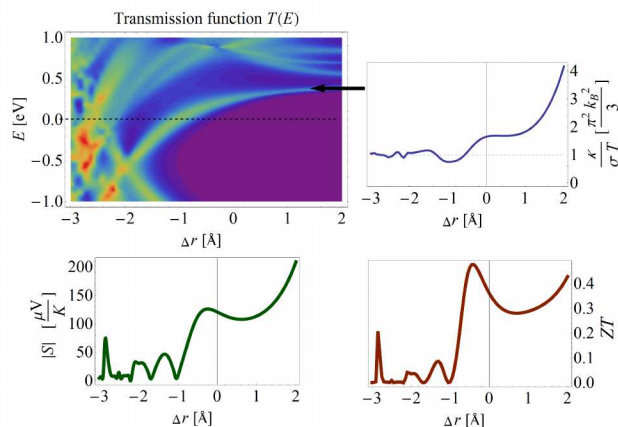 Transmission function T(E)
E [eV]
1.0
0.5
0.0
−0.5
−1.0
−3 −2 −1 0 1 2
Δr [Å]
κ/(σT) [π² k_B²/3]
4
3
2
1
0
−3 −2 −1 0 1 2
Δr [Å]
|S| [μV/K]
200
150
100
50
0
−3 −2 −1 0 1 2
Δr [Å]
ZT
0.4
0.3
0.2
0.1
0.0
−3 −2 −1 0 1 2
Δr [Å]